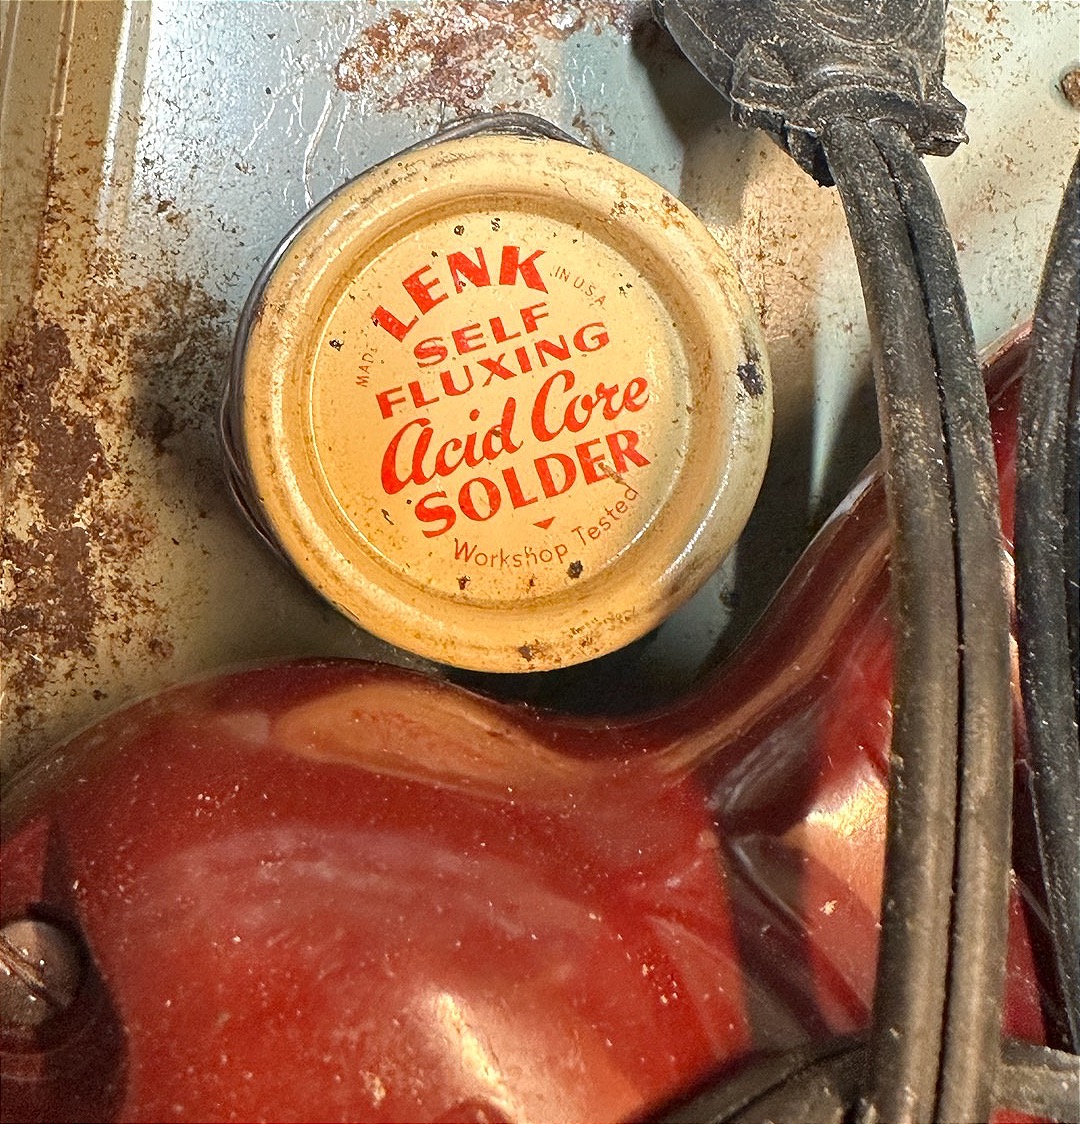 LENK
MADE IN U.S.A.
SELF
FLUXING
Acid Core
SOLDER
Workshop Tested